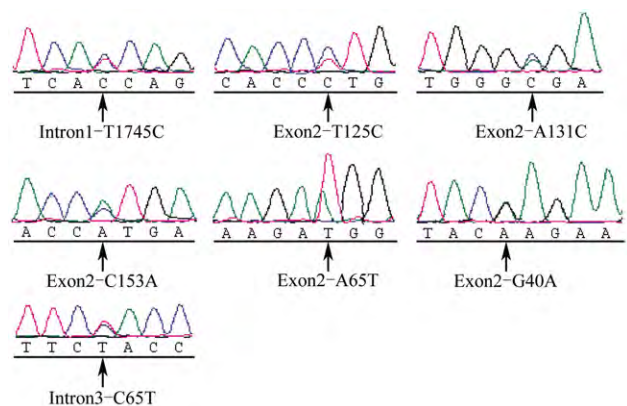 T C A C C A G
Intron1-T1745C
C A C C C T G
Exon2-T125C
T G G G C G A
Exon2-A131C
A C C A T G A
Exon2-C153A
A A G A T G G
Exon2-A65T
T A C A A G A A
Exon2-G40A
T T C T A C C
Intron3-C65T